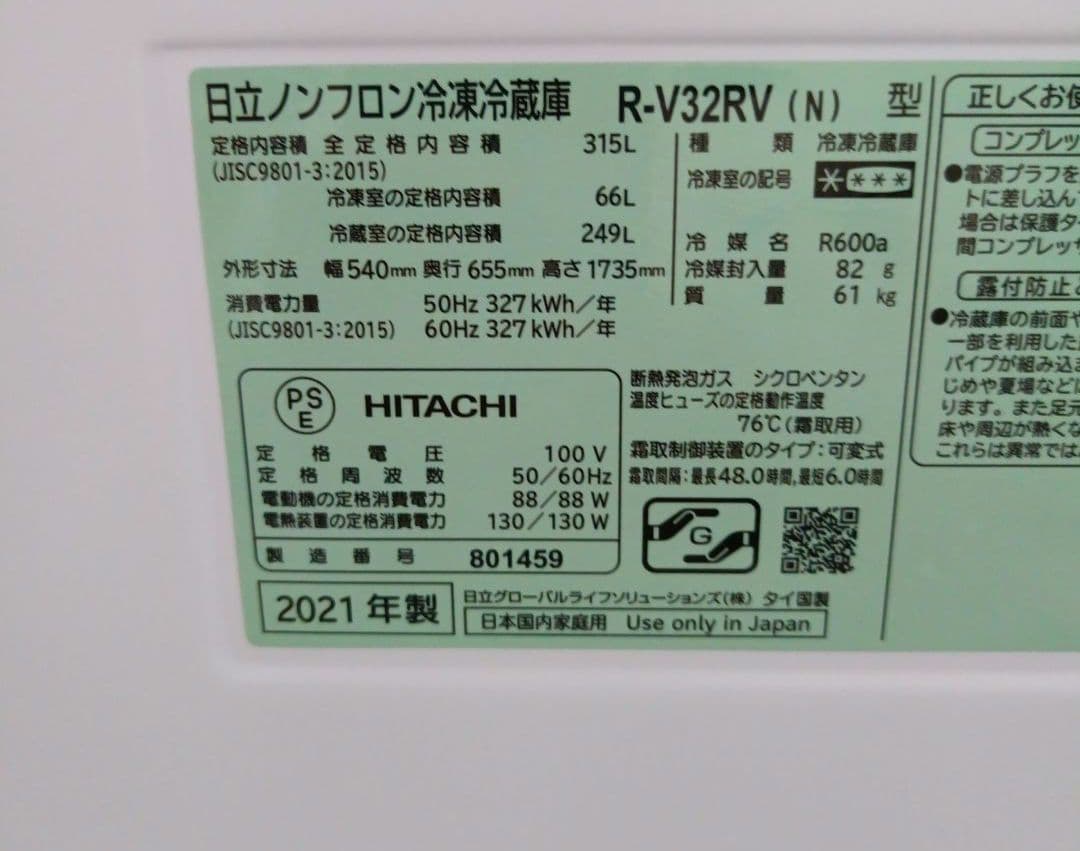 日立ノンフロン冷凍冷蔵庫 R-V32RV (N) 型
定格内容積 全定格内容積 315L
(JISC9801-3:2015)
冷凍室の定格内容積 66L
冷蔵室の定格内容積 249L
外形寸法 幅540mm 奥行655mm 高さ1735mm
消費電力量 50Hz 327kWh/年
(JISC9801-3:2015) 60Hz 327kWh/年
種類 冷凍冷蔵庫
冷凍室の記号 ****
冷媒名 R600a
冷媒封入量 82 g
質量 61 kg
PS
E
HITACHI
定格電圧 100V
定格周波数 50/60Hz
電動機の定格消費電力 88/88W
電熱装置の定格消費電力 130/130W
製造番号 801459
断熱発泡ガス シクロペンタン
温度ヒューズの定格動作温度
76℃(霜取用)
霜取制御装置のタイプ:可変式
霜取間隔:最長48.0時間,最短6.0時間
G
2021年製
日立グローバルライフソリューションズ(株) タイ国製
日本国内家庭用 Use only in Japan
正しくお使
コンプレッ
●電源プラフを
トに差し込ん
場合は保護タ
間コンプレッサ
露付防止
●冷蔵庫の前面や
一部を利用した
パイプが組み込ま
じめや夏場などに
ります。また足元
床や周辺が熱くな
これらは異常では